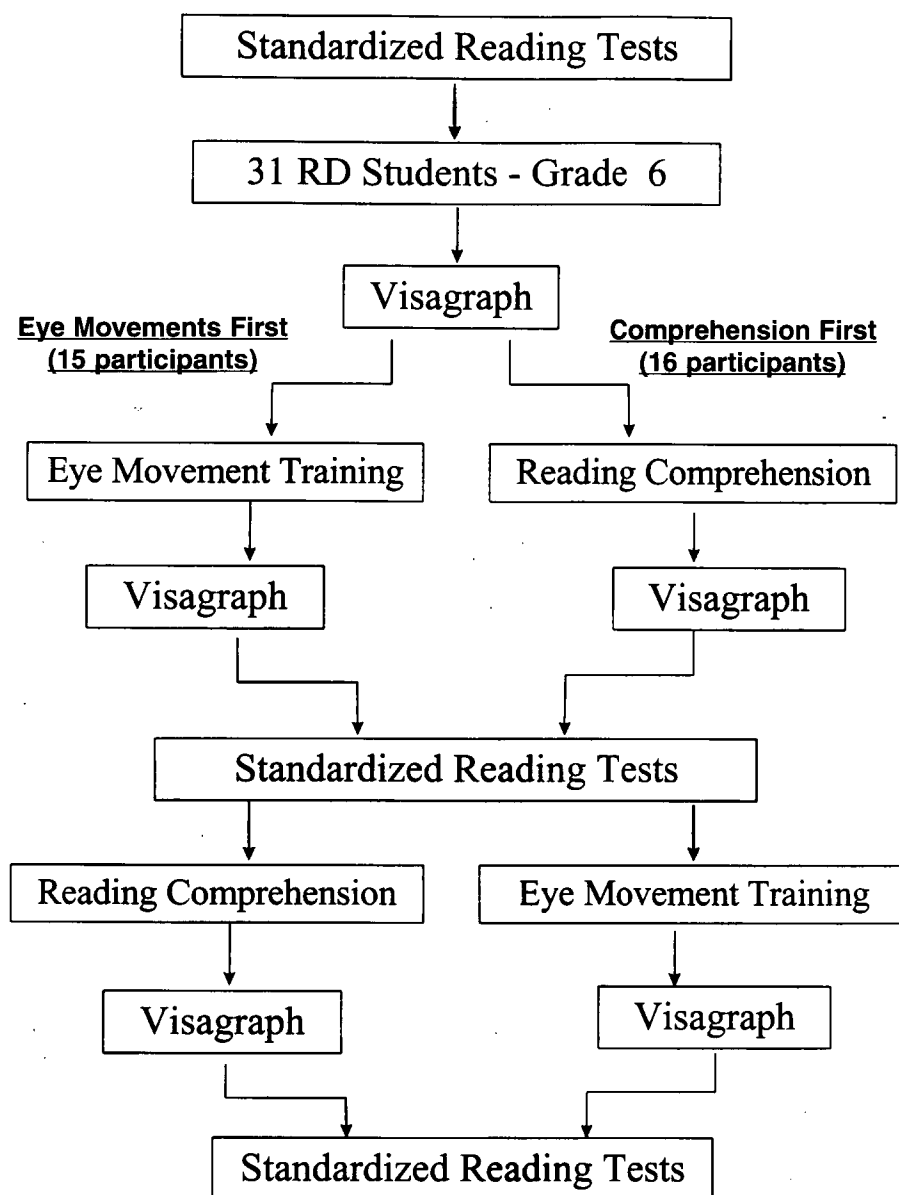 Standardized Reading Tests
31 RD Students - Grade 6
Visagraph
Eye Movements First
(15 participants)
Comprehension First
(16 participants)
Eye Movement Training
Reading Comprehension
Visagraph
Visagraph
Standardized Reading Tests
Reading Comprehension
Eye Movement Training
Visagraph
Visagraph
Standardized Reading Tests